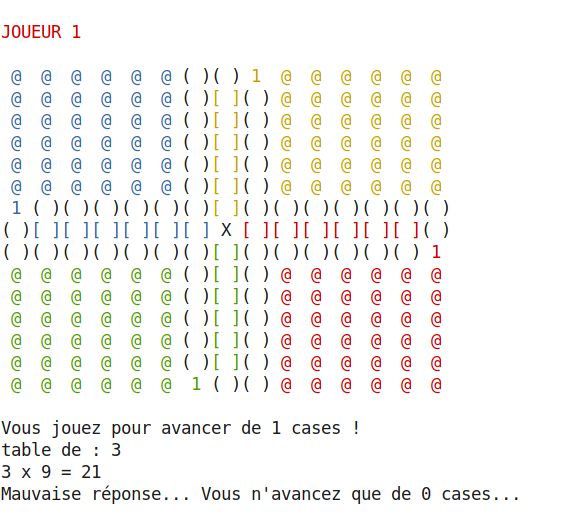 JOUEUR 1
@ @ @ @ @ @ ( )( ) 1 @ @ @ @ @ @
@ @ @ @ @ @ ( )[ ]( ) @ @ @ @ @ @
@ @ @ @ @ @ ( )[ ]( ) @ @ @ @ @ @
@ @ @ @ @ @ ( )[ ]( ) @ @ @ @ @ @
@ @ @ @ @ @ ( )[ ]( ) @ @ @ @ @ @
@ @ @ @ @ @ ( )[ ]( ) @ @ @ @ @ @
1 ( )( )( )( )( )( )[ ]( )( )( )( )( )( )( )
( )[ ][ ][ ][ ][ ][ ] X [ ][ ][ ][ ][ ][ ]( )
( )( )( )( )( )( )( )[ ]( )( )( )( )( )( ) 1
@ @ @ @ @ @ ( )[ ]( ) @ @ @ @ @ @
@ @ @ @ @ @ ( )[ ]( ) @ @ @ @ @ @
@ @ @ @ @ @ ( )[ ]( ) @ @ @ @ @ @
@ @ @ @ @ @ ( )[ ]( ) @ @ @ @ @ @
@ @ @ @ @ @ ( )[ ]( ) @ @ @ @ @ @
@ @ @ @ @ @ 1 ( )( ) @ @ @ @ @ @
Vous jouez pour avancer de 1 cases !
table de : 3
3 x 9 = 21
Mauvaise réponse... Vous n'avancez que de 0 cases...